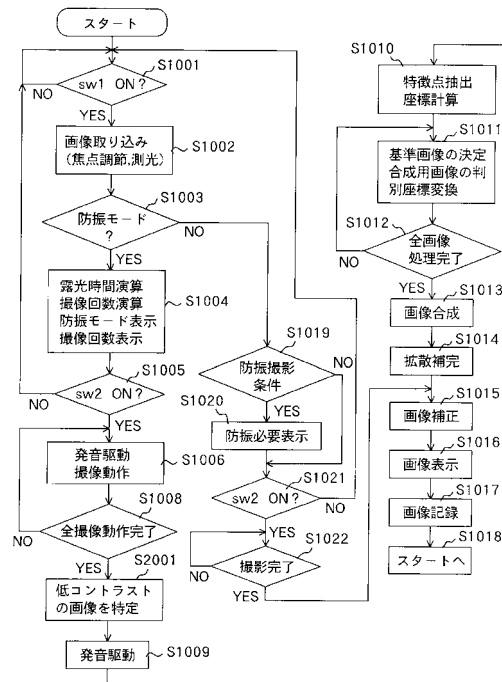 スタート
S1001
sw1 ON?
NO
YES
画像取り込み
(焦点調節,測光)
S1002
S1003
防振モード
?
NO
YES
露光時間演算
撮像回数演算
防振モード表示
撮像回数表示
S1004
S1005
sw2 ON?
NO
YES
発音駆動
撮像動作
S1006
S1008
全撮像動作完了
NO
YES
S2001
低コントラスト
の画像を特定
発音駆動
S1009
S1019
防振撮影
条件
NO
S1020
YES
防振必要表示
S1021
sw2 ON?
NO
YES
S1022
撮影完了
NO
YES
S1010
特徴点抽出
座標計算
S1011
基準画像の決定
合成用画像の判
別座標変換
S1012
全画像
処理完了
NO
YES
S1013
画像合成
S1014
拡散補完
S1015
画像補正
S1016
画像表示
S1017
画像記録
S1018
スタートへ